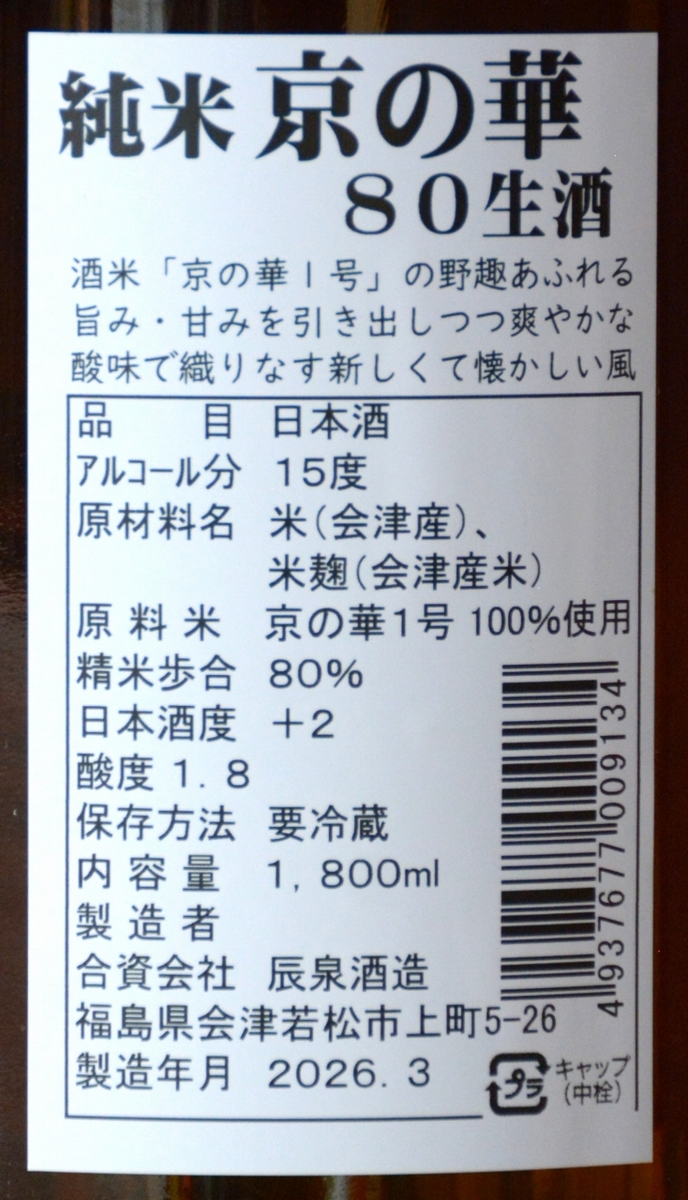 純米 京の華
80生酒
酒米「京の華1号」の野趣あふれる
旨み・甘みを引き出しつつ爽やかな
酸味で織りなす新しくて懐かしい風
品目 日本酒
アルコール分 15度
原材料名 米(会津産)、
米麹(会津産米)
原料米 京の華1号 100%使用
精米歩合 80%
日本酒度 +2
酸度 1.8
保存方法 要冷蔵
内容量 1,800ml
製造者
合資会社 辰泉酒造
福島県会津若松市上町5-26
製造年月 2026.3
4937677009134
プラ
キャップ
(中栓)